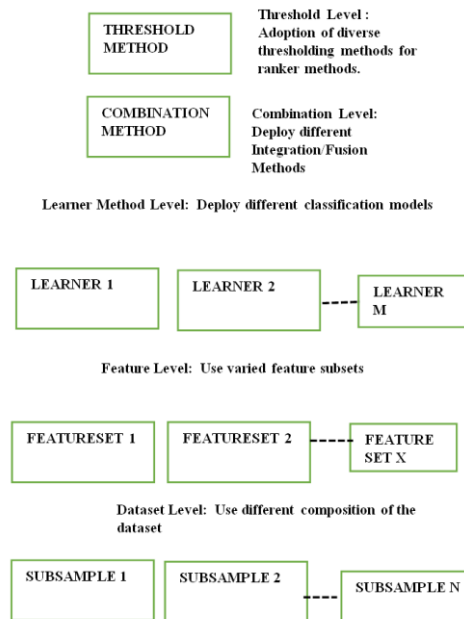 THRESHOLD
METHOD
Threshold Level :
Adoption of diverse
thresholding methods for
ranker methods.
COMBINATION
METHOD
Combination Level:
Deploy different
Integration/Fusion
Methods
Learner Method Level: Deploy different classification models
LEARNER 1
LEARNER 2
LEARNER
M
Feature Level: Use varied feature subsets
FEATURESET 1
FEATURESET 2
FEATURE
SET X
Dataset Level: Use different composition of the
dataset
SUBSAMPLE 1
SUBSAMPLE 2
SUBSAMPLE N